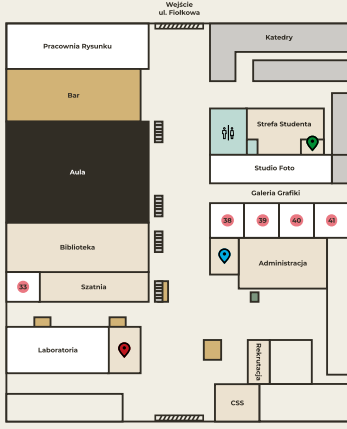 Wejście
ul. Fiołkowa
Pracownia Rysunku
Katedry
Bar
Strefa Studenta
Aula
Studio Foto
Galeria Grafiki
38
39
40
41
Biblioteka
Administracja
33
Szatnia
Laboratoria
Rekrutacja
CSS